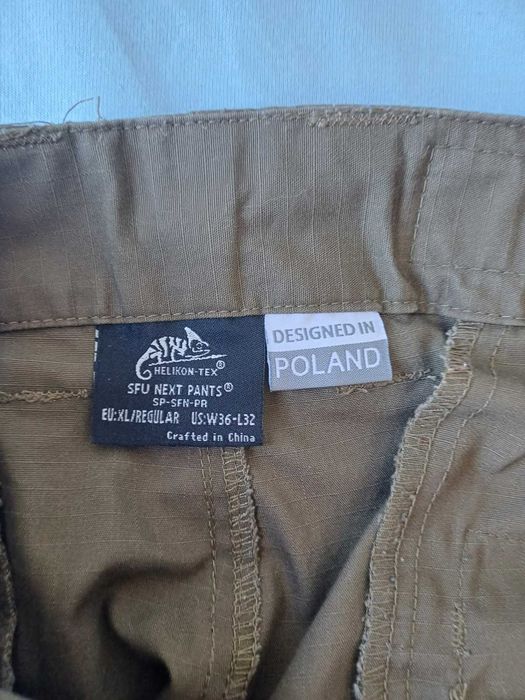 HELIKON-TEX®
SFU NEXT PANTS®
SP-SFN-PR
EU:XL/REGULAR US:W36-L32
Crafted in China
DESIGNED IN
POLAND